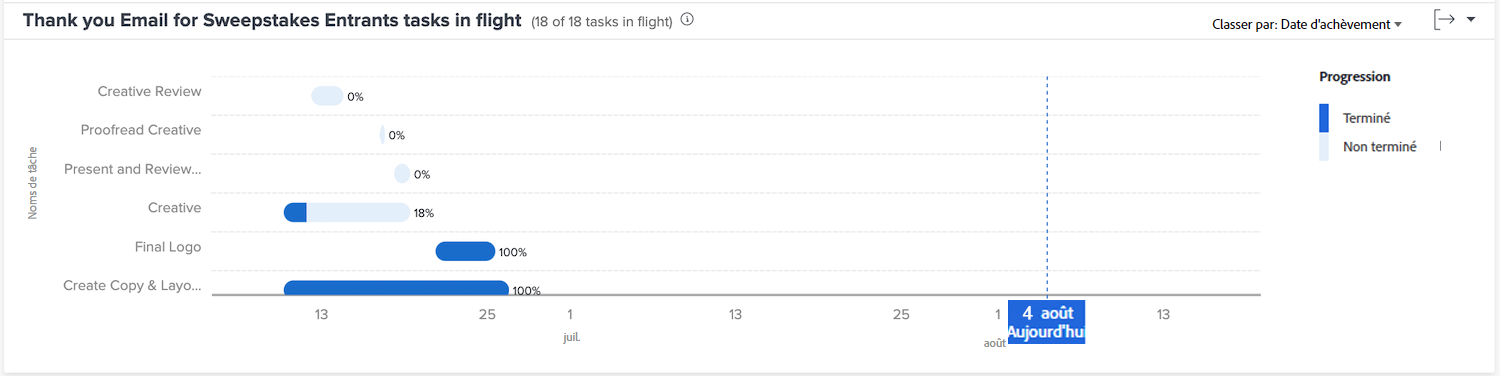 Thank you Email for Sweepstakes Entrants tasks in flight (18 of 18 tasks in flight)
Classer par: Date d'achèvement
Progression
Terminé
Non terminé
Noms de tâche
Creative Review 0%
Proofread Creative 0%
Present and Review... 0%
Creative 18%
Final Logo 100%
Create Copy & Layo... 100%
13 25 1 13 25 1 4 août 13
juil. août Aujourd'hui